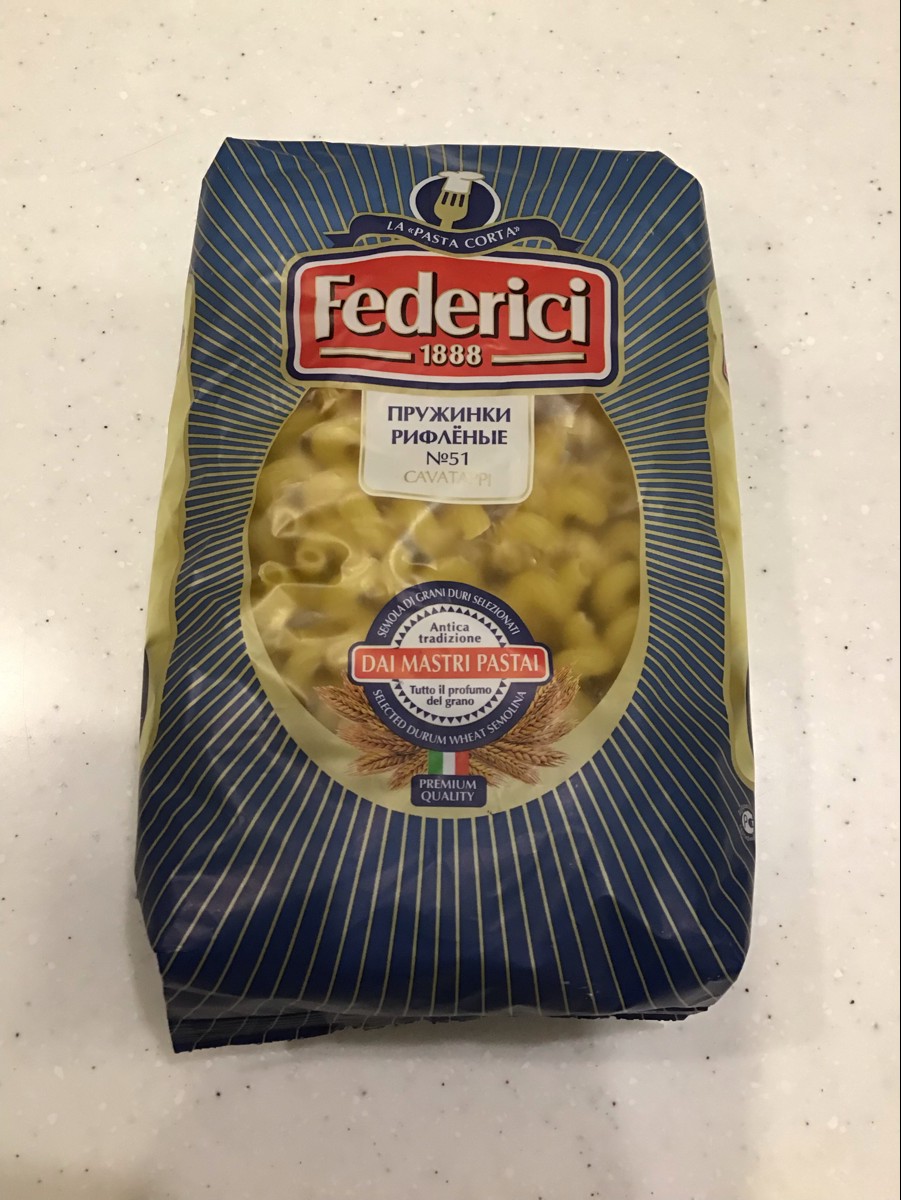 LA «PASTA CORTA»
Federici
1888
ПРУЖИНКИ
РИФЛЁНЫЕ
№51
CAVATAPPI
SEMOLA DI GRANI DURI SELEZIONATI
Antica
tradizione
DAI MASTRI PASTAI
Tutto il profumo
del grano
SELECTED DURUM WHEAT SEMOLINA
PREMIUM
QUALITY